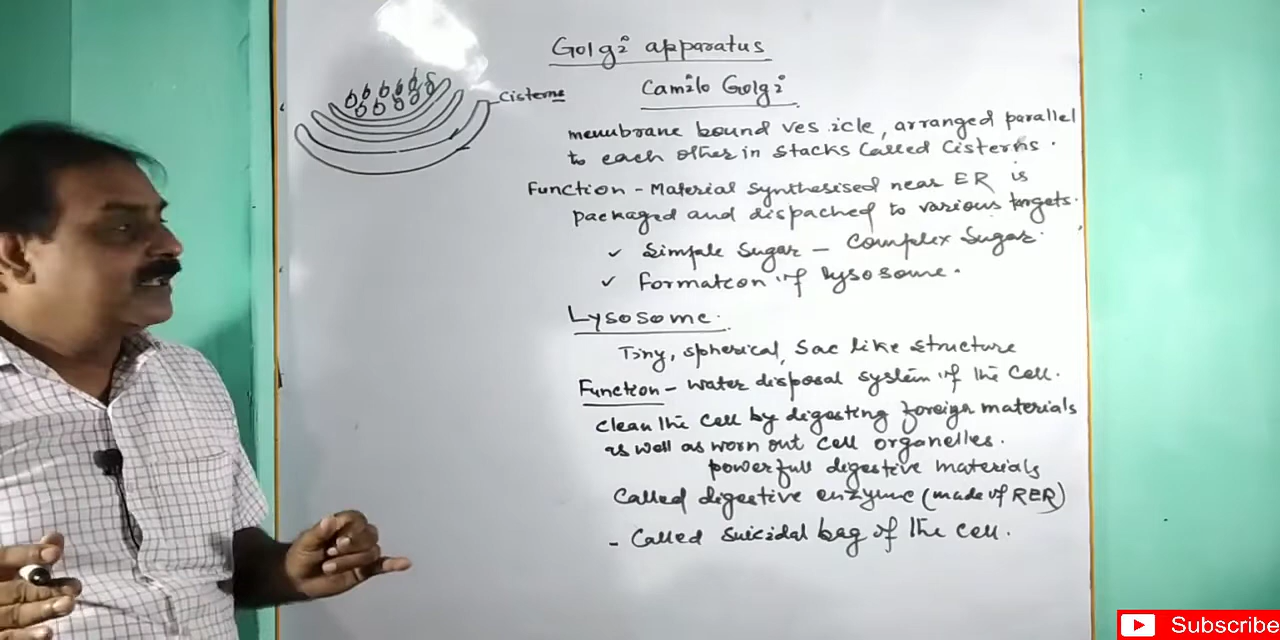 Golgi apparatus
Camilo Golgi
Cisterns
membrane bound ves icle, arranged parallel
to each other in stacks called Cisterns.
Function - Material synthesised near ER is
packaged and dispached to various targets.
✓ Simple sugar - Complex Sugar.
✓ Formation of lysosome.
Lysosome.
Tiny, spherical, Sac like structure
Function - water disposal system of the cell.
clean the cell by digesting foreign materials
as well as worn out cell organelles.
powerfull digestive materials
Called digestive enzyme (made of RER)
- Called suicidal bag of the cell.
Subscribe